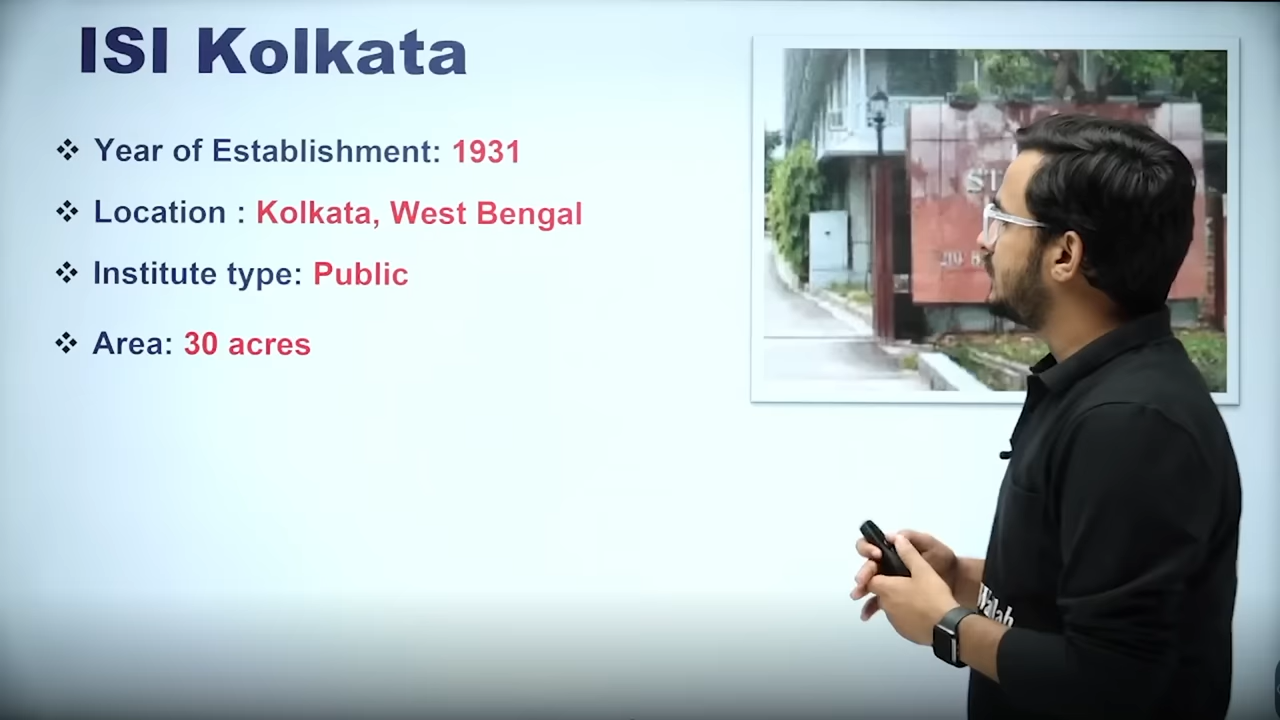 ISI Kolkata
❖ Year of Establishment: 1931
❖ Location : Kolkata, West Bengal
❖ Institute type: Public
❖ Area: 30 acres